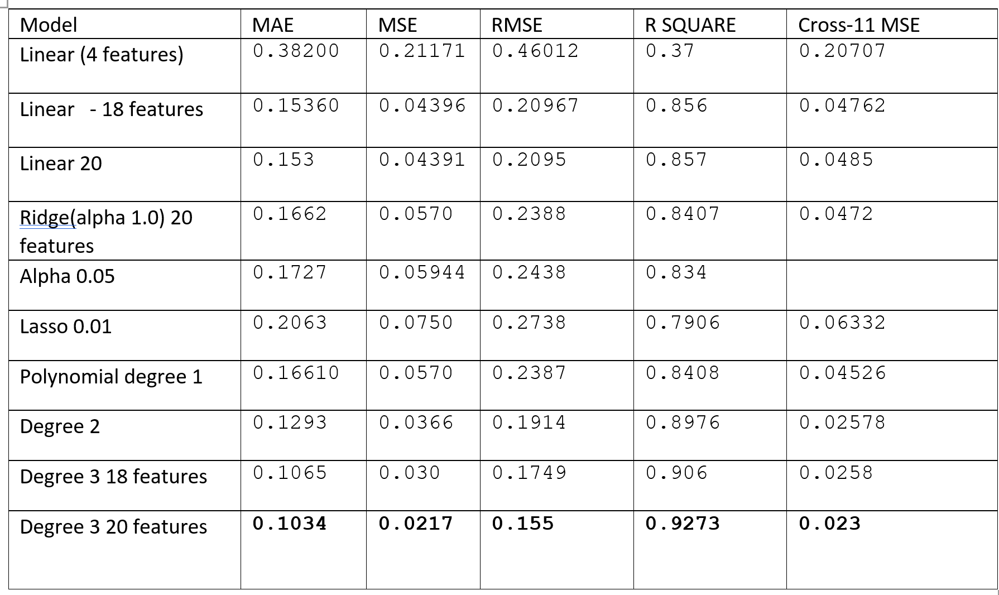 Model MAE MSE RMSE R SQUARE Cross-11 MSE
Linear (4 features) 0.38200 0.21171 0.46012 0.37 0.20707
Linear - 18 features 0.15360 0.04396 0.20967 0.856 0.04762
Linear 20 0.153 0.04391 0.2095 0.857 0.0485
Ridge(alpha 1.0) 20 0.1662 0.0570 0.2388 0.8407 0.0472
features
Alpha 0.05 0.1727 0.05944 0.2438 0.834
Lasso 0.01 0.2063 0.0750 0.2738 0.7906 0.06332
Polynomial degree 1 0.16610 0.0570 0.2387 0.8408 0.04526
Degree 2 0.1293 0.0366 0.1914 0.8976 0.02578
Degree 3 18 features 0.1065 0.030 0.1749 0.906 0.0258
Degree 3 20 features 0.1034 0.0217 0.155 0.9273 0.023